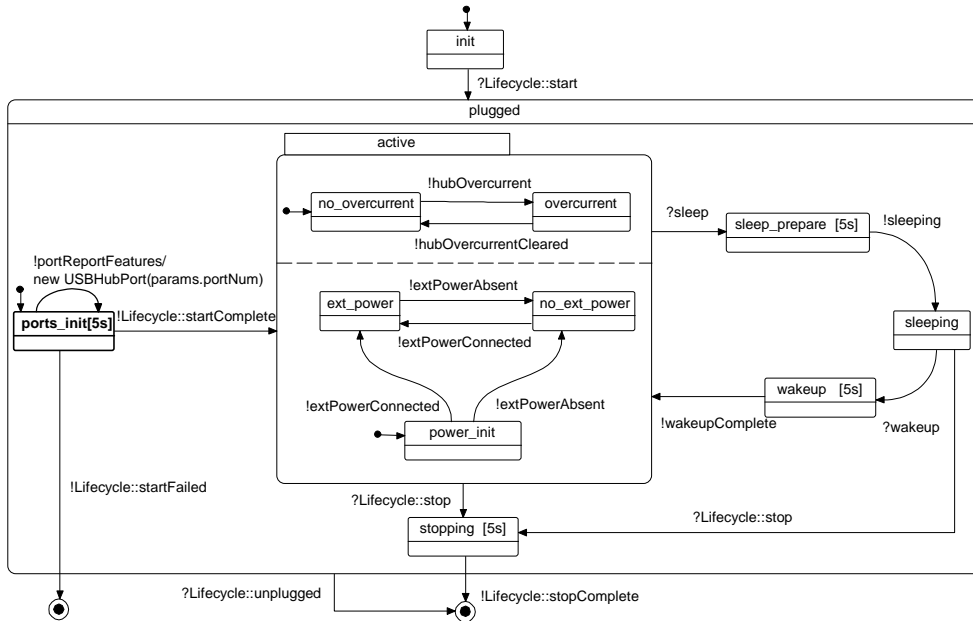 init
?Lifecycle::start
plugged
active
!hubOvercurrent
no_overcurrent
overcurrent
!hubOvercurrentCleared
?sleep
sleep_prepare [5s]
!sleeping
!portReportFeatures/
new USBHubPort(params.portNum)
ports_init[5s]
!Lifecycle::startComplete
ext_power
!extPowerAbsent
no_ext_power
!extPowerConnected
sleeping
!extPowerConnected
!extPowerAbsent
power_init
wakeup [5s]
!wakeupComplete
?wakeup
!Lifecycle::startFailed
?Lifecycle::stop
stopping [5s]
?Lifecycle::stop
?Lifecycle::unplugged
!Lifecycle::stopComplete